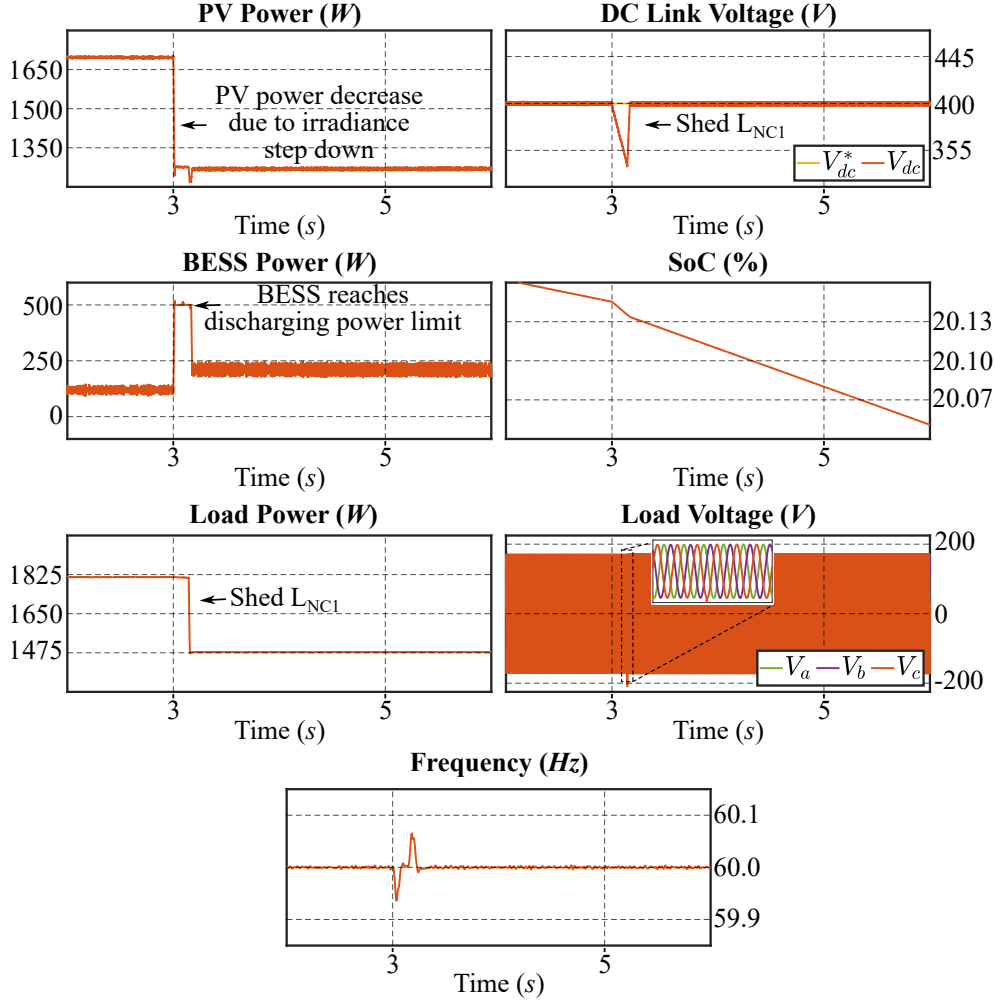 PV Power (W)
1650
1500
1350
PV power decrease
due to irradiance
step down
3
5
Time (s)
DC Link Voltage (V)
445
400
355
Shed L_NC1
V*_dc V_dc
3
5
Time (s)
BESS Power (W)
500
250
0
BESS reaches
discharging power limit
3
5
Time (s)
SoC (%)
20.13
20.10
20.07
3
5
Time (s)
Load Power (W)
1825
1650
1475
Shed L_NC1
3
5
Time (s)
Load Voltage (V)
200
0
-200
V_a V_b V_c
3
5
Time (s)
Frequency (Hz)
60.1
60.0
59.9
3
5
Time (s)